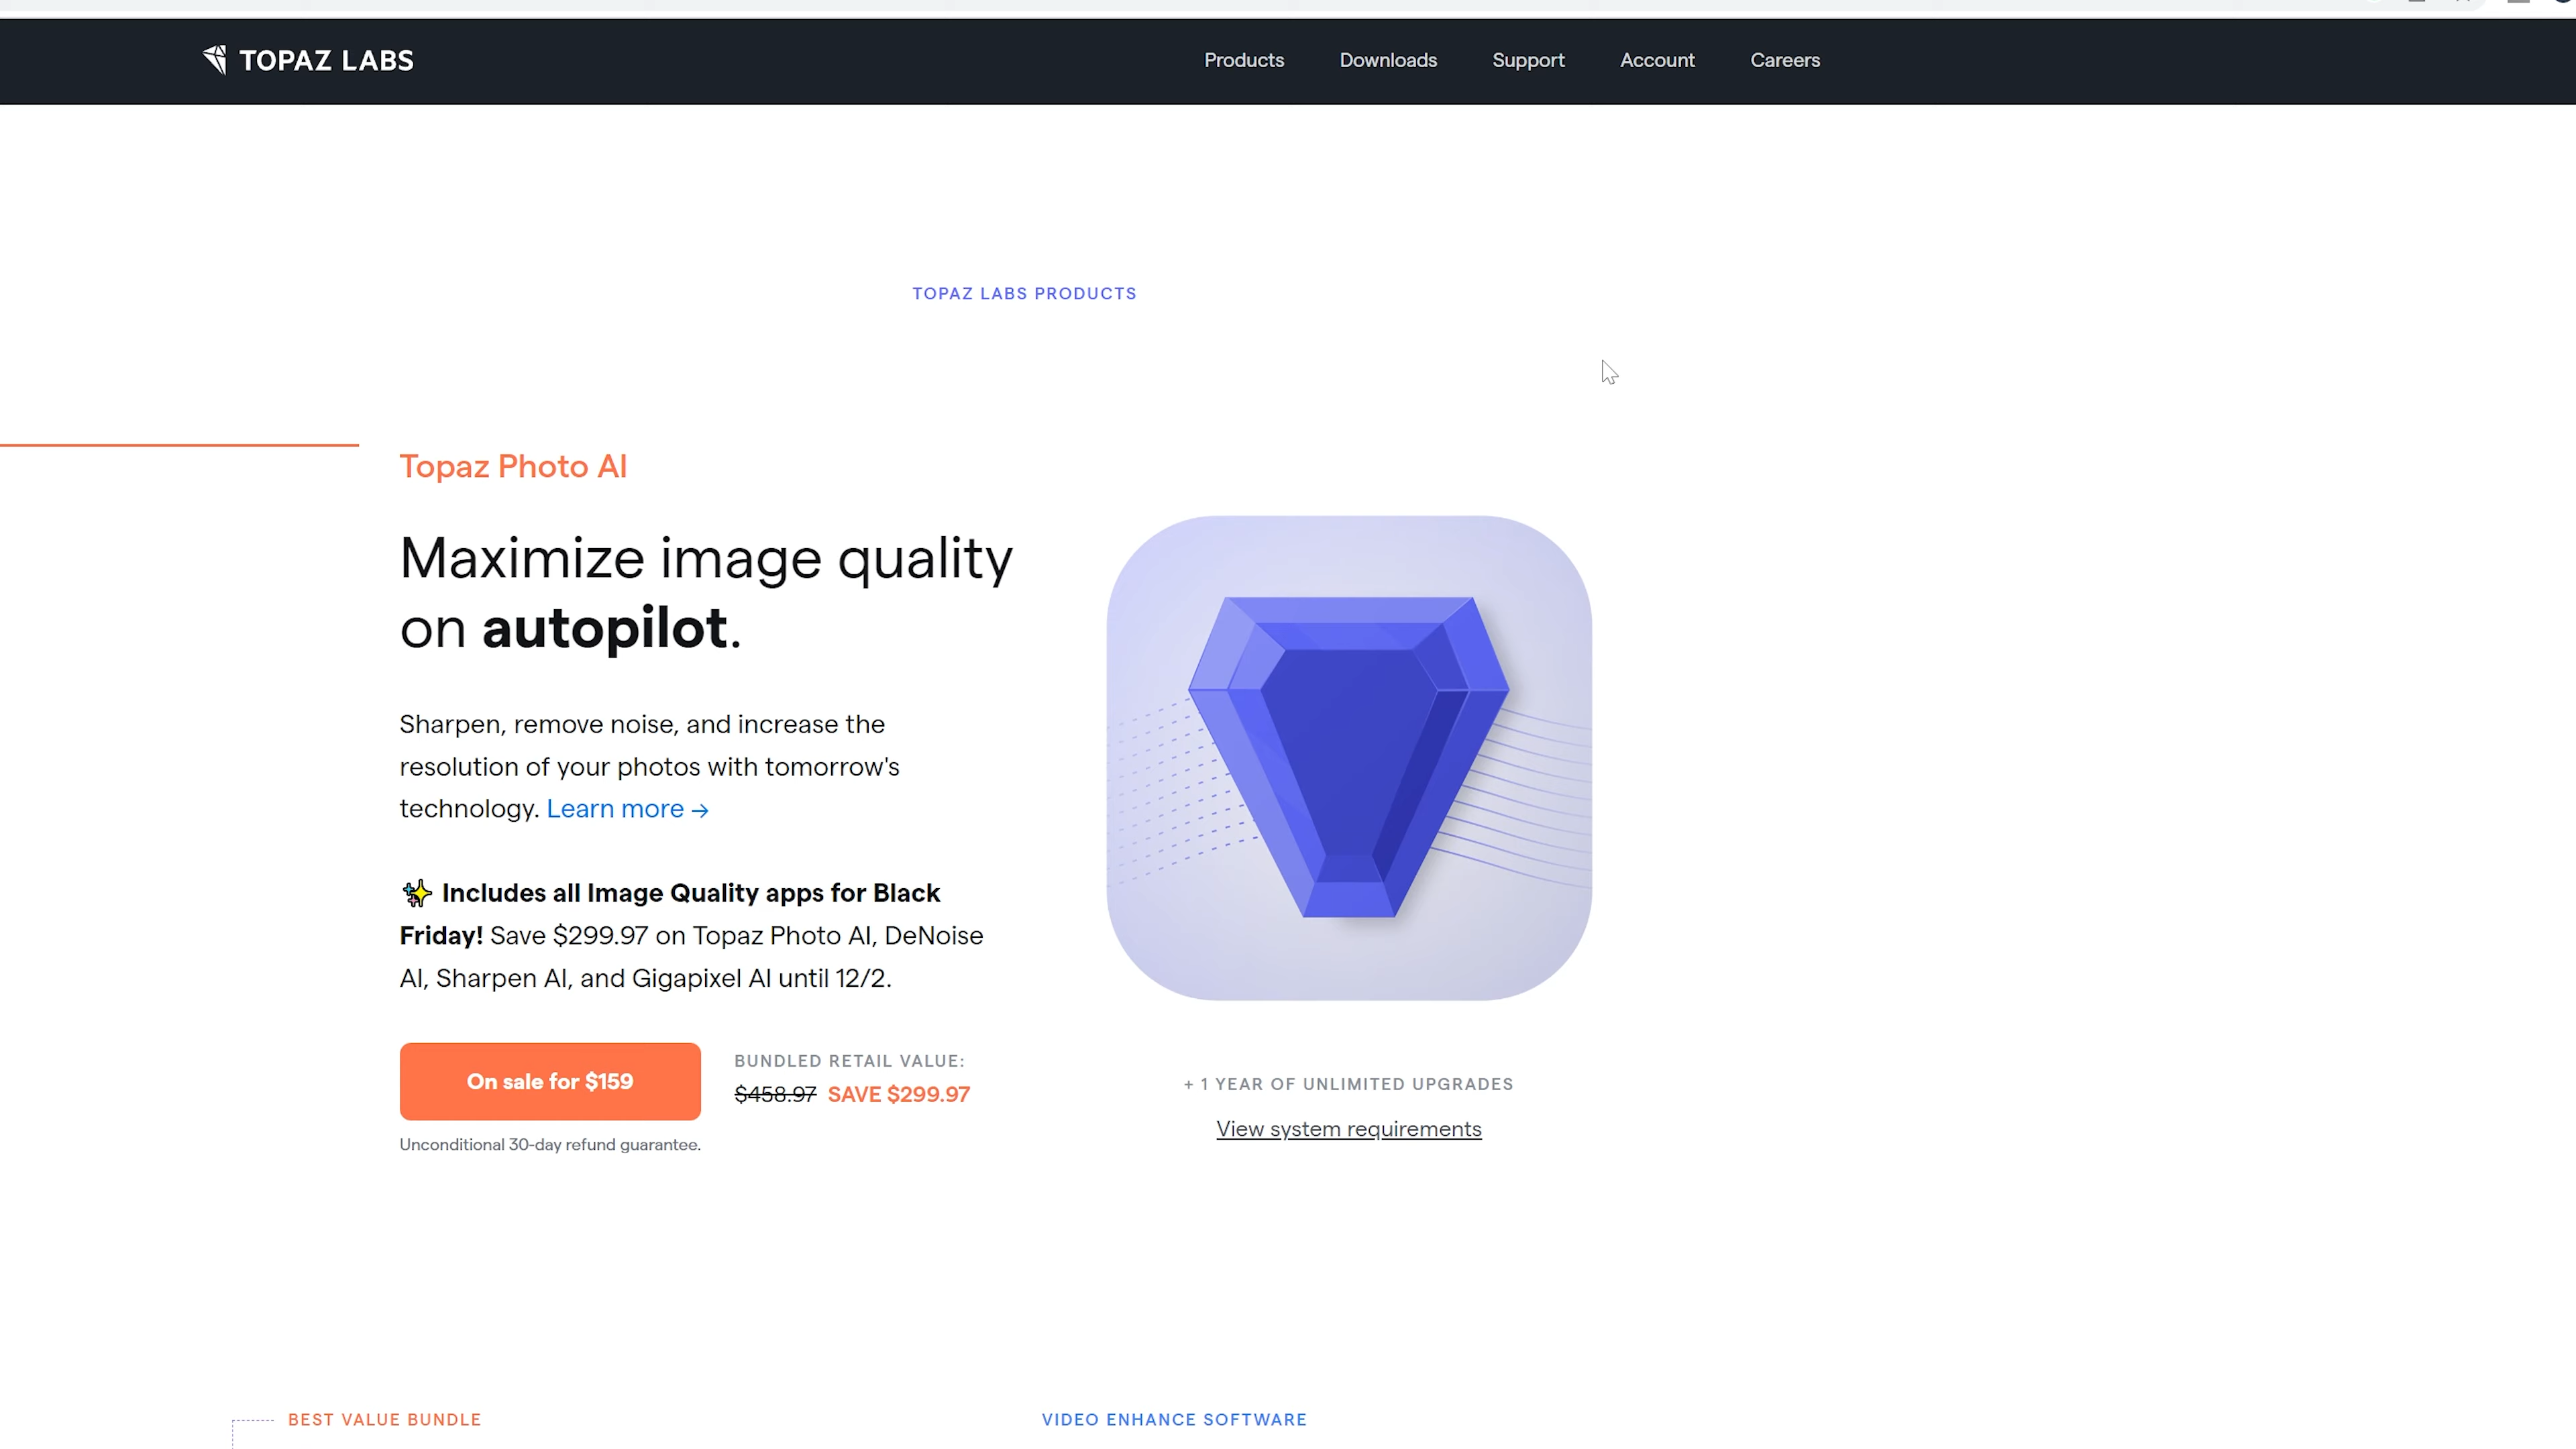 TOPAZ LABS
Products
Downloads
Support
Account
Careers
TOPAZ LABS PRODUCTS
Topaz Photo AI
Maximize image quality
on autopilot.
Sharpen, remove noise, and increase the
resolution of your photos with tomorrow's
technology. Learn more →
✨ Includes all Image Quality apps for Black
Friday! Save $299.97 on Topaz Photo AI, DeNoise
AI, Sharpen AI, and Gigapixel AI until 12/2.
On sale for $159
BUNDLED RETAIL VALUE:
$458.97 SAVE $299.97
Unconditional 30-day refund guarantee.
+ 1 YEAR OF UNLIMITED UPGRADES
View system requirements
BEST VALUE BUNDLE
VIDEO ENHANCE SOFTWARE